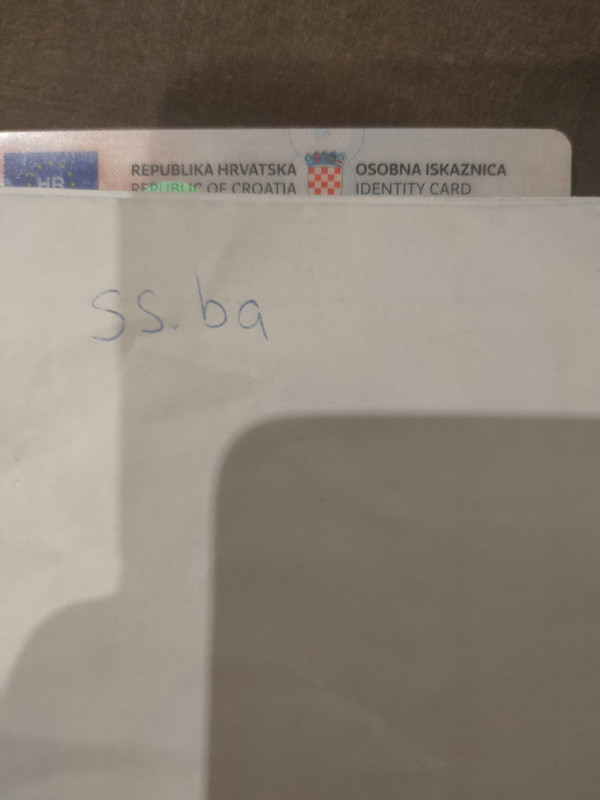 HR
REPUBLIKA HRVATSKA
REPUBLIC OF CROATIA
OSOBNA ISKAZNICA
IDENTITY CARD
ss.ba